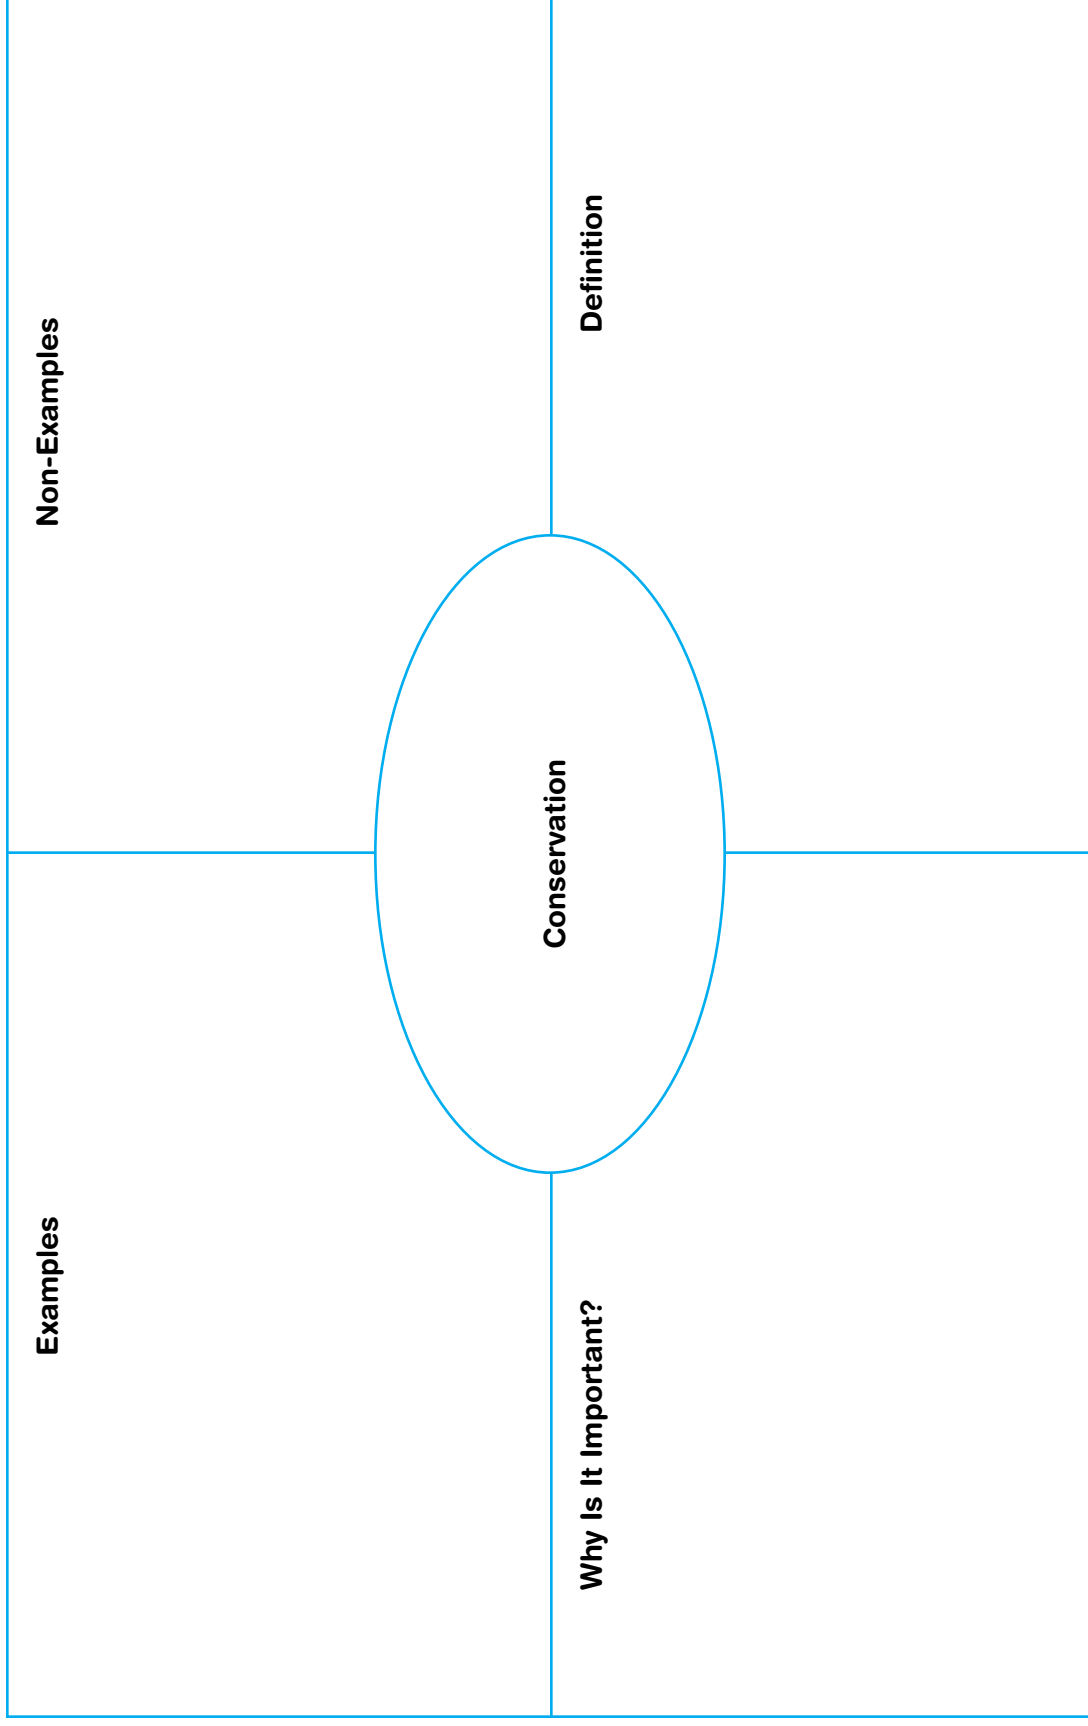 Examples
Non-Examples
Conservation
Why Is It Important?
Definition